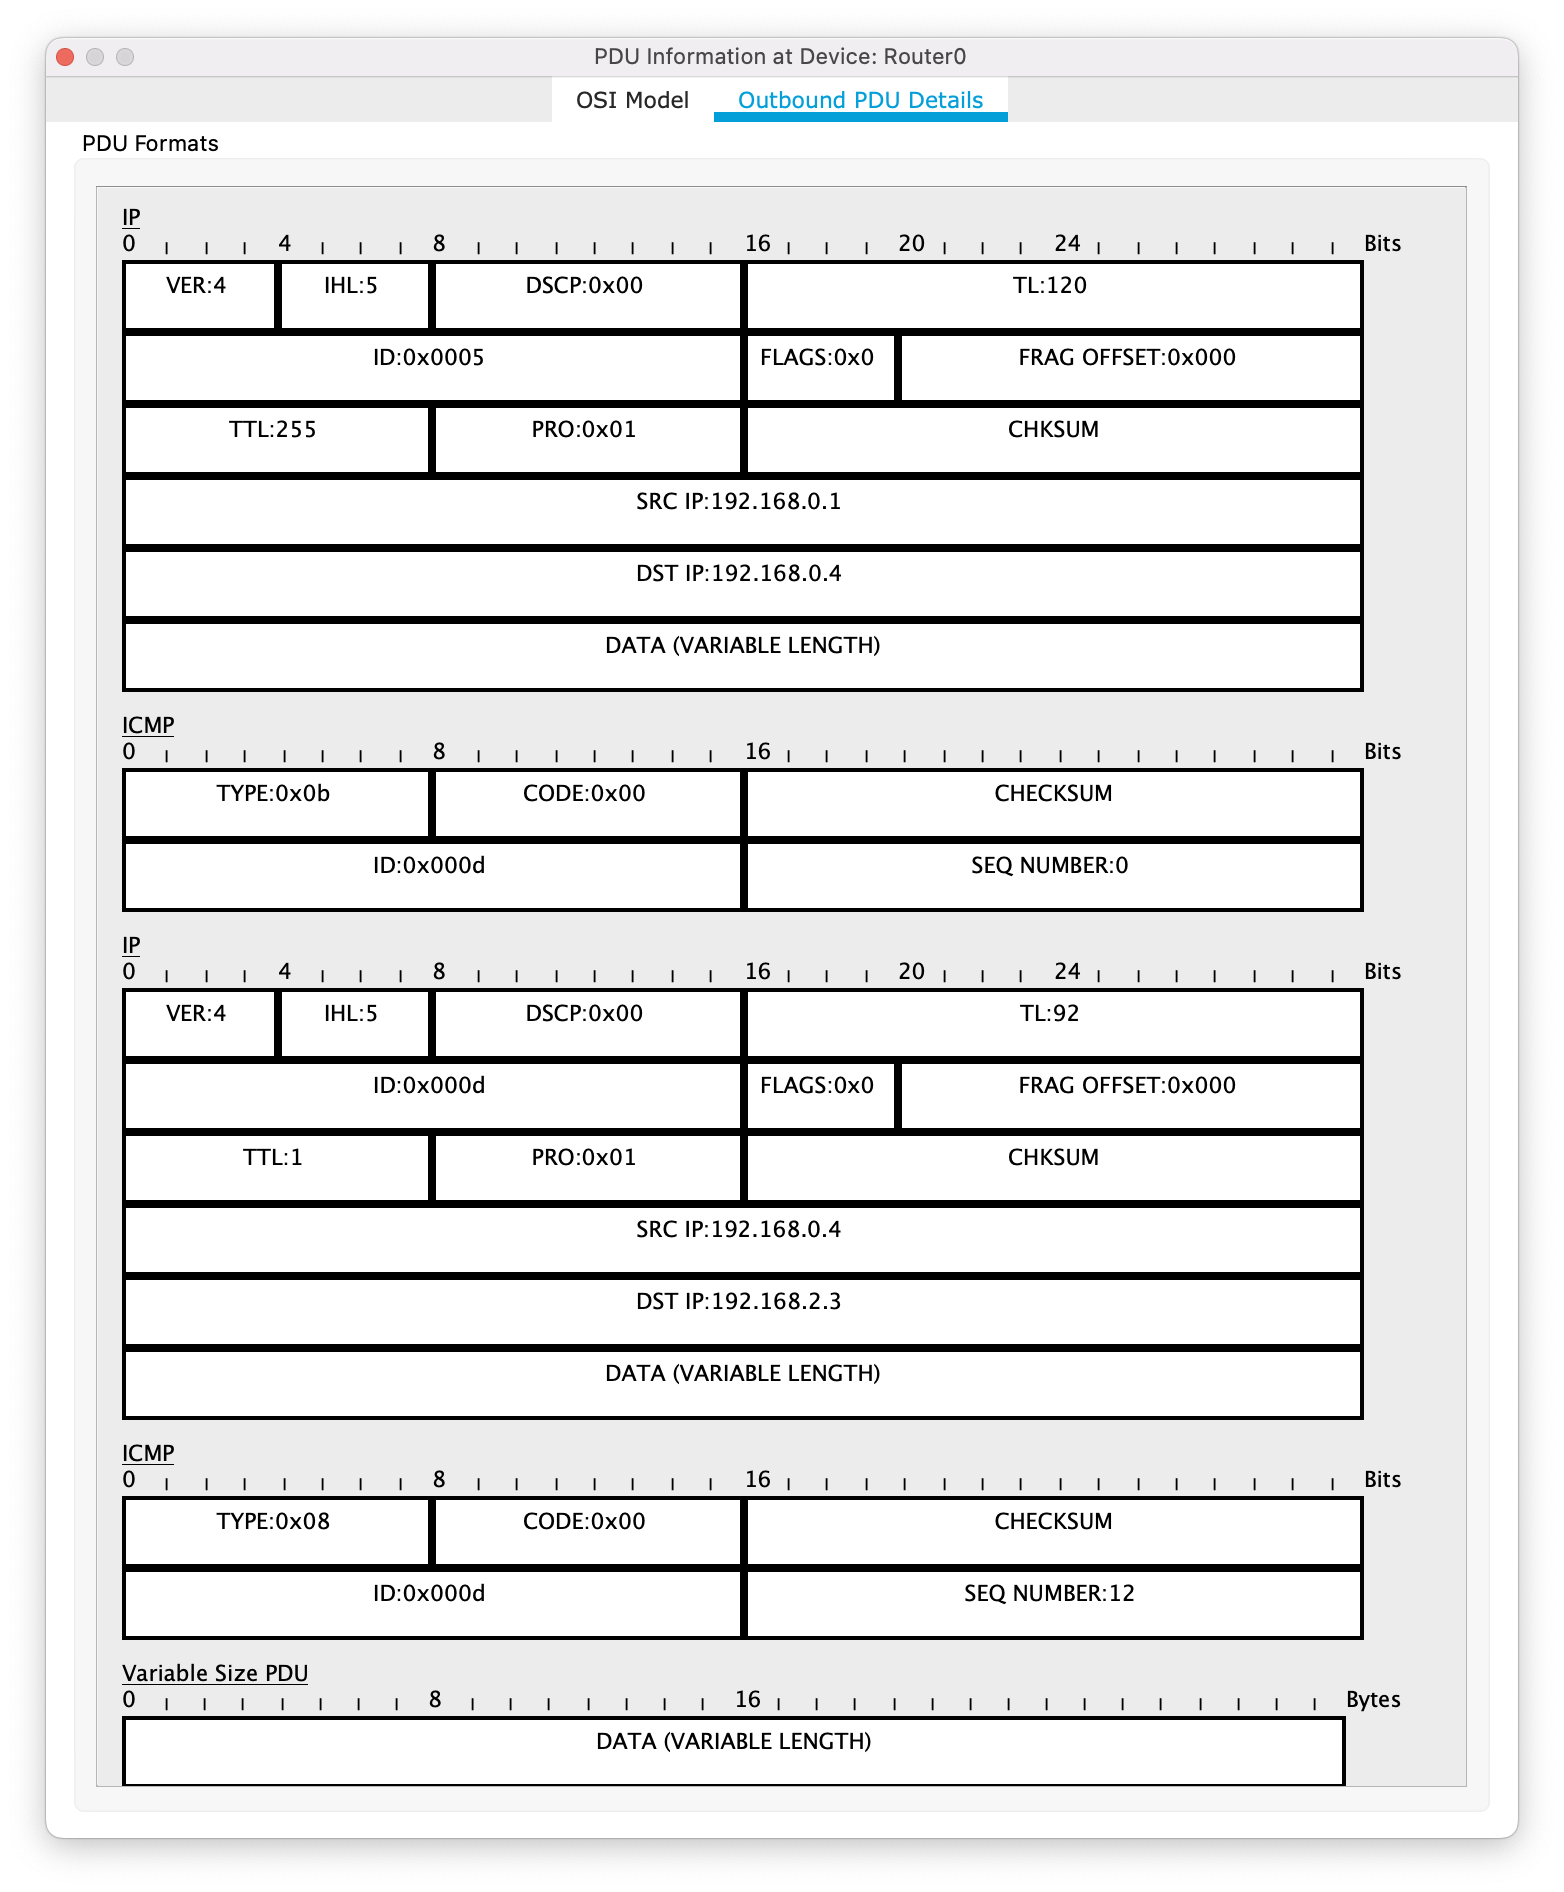 PDU Information at Device: Router0
OSI Model Outbound PDU Details
PDU Formats
IP
0 4 8 16 20 24 Bits
VER:4 IHL:5 DSCP:0x00 TL:120
ID:0x0005 FLAGS:0x0 FRAG OFFSET:0x000
TTL:255 PRO:0x01 CHKSUM
SRC IP:192.168.0.1
DST IP:192.168.0.4
DATA (VARIABLE LENGTH)
ICMP
0 8 16 Bits
TYPE:0x0b CODE:0x00 CHECKSUM
ID:0x000d SEQ NUMBER:0
IP
0 4 8 16 20 24 Bits
VER:4 IHL:5 DSCP:0x00 TL:92
ID:0x000d FLAGS:0x0 FRAG OFFSET:0x000
TTL:1 PRO:0x01 CHKSUM
SRC IP:192.168.0.4
DST IP:192.168.2.3
DATA (VARIABLE LENGTH)
ICMP
0 8 16 Bits
TYPE:0x08 CODE:0x00 CHECKSUM
ID:0x000d SEQ NUMBER:12
Variable Size PDU
0 8 16 Bytes
DATA (VARIABLE LENGTH)